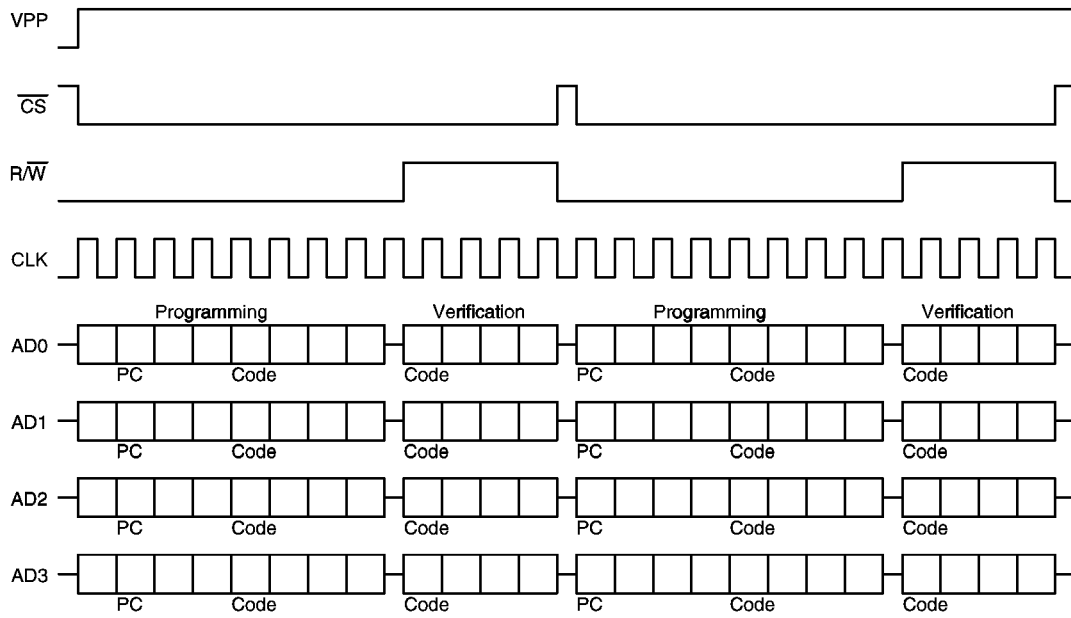 VPP
C̅S̅
R/W̅
CLK
Programming Verification Programming Verification
AD0
PC Code Code PC Code Code
AD1
PC Code Code PC Code Code
AD2
PC Code Code PC Code Code
AD3
PC Code Code PC Code Code